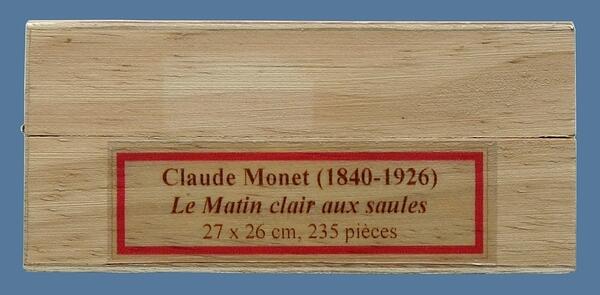 Claude Monet (1840-1926)
Le Matin clair aux saules
27 x 26 cm, 235 pièces